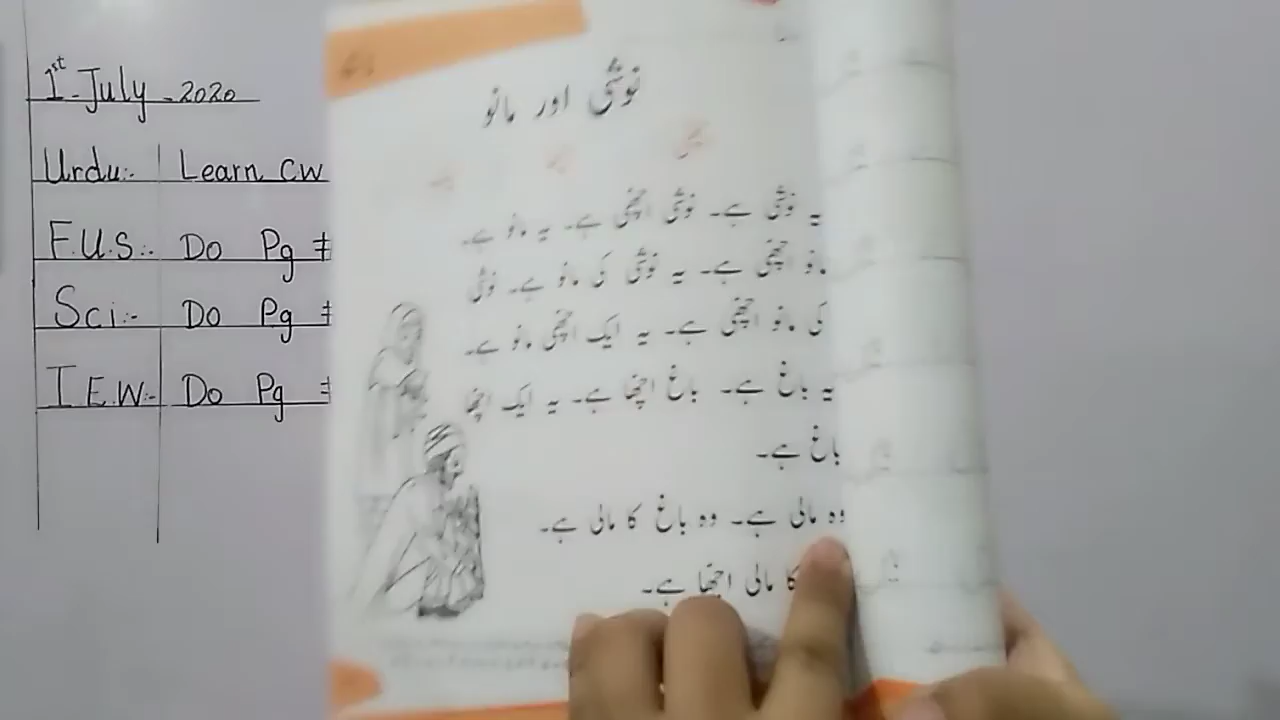 1st July - 2020
Urdu:- Learn CW
F.U.S:- Do Pg #
Sci:- Do Pg #
I E.W:- Do Pg #
نوشی اور مانو
یہ نوشی ہے۔ نوشی اچھی ہے۔ یہ مانو ہے۔
مانو اچھی ہے۔ یہ نوشی کی مانو ہے۔ نوشی
کی مانو اچھی ہے۔ یہ ایک اچھی مانو ہے۔
یہ باغ ہے۔ باغ اچھا ہے۔ یہ ایک اچھا
باغ ہے۔
وہ مالی ہے۔ وہ باغ کا مالی ہے۔
کا مالی اچھا ہے۔